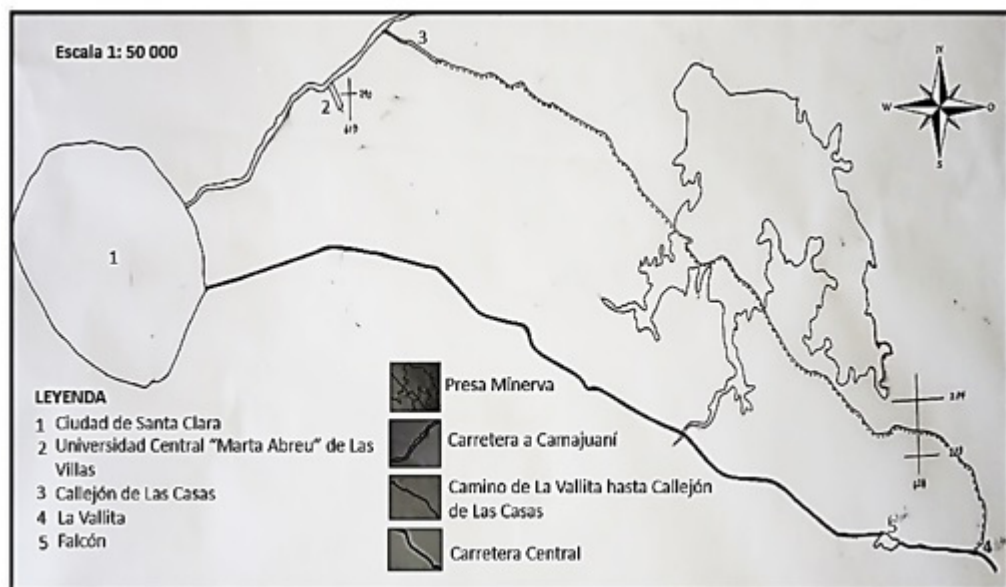 Escala 1: 50 000
3
2
1
N
W
O
S
LEYENDA
1 Ciudad de Santa Clara
2 Universidad Central "Marta Abreu" de Las
Villas
3 Callejón de Las Casas
4 La Vallita
5 Falcón
Presa Minerva
Carretera a Camajuaní
Camino de La Vallita hasta Callejón
de Las Casas
Carretera Central
5
4